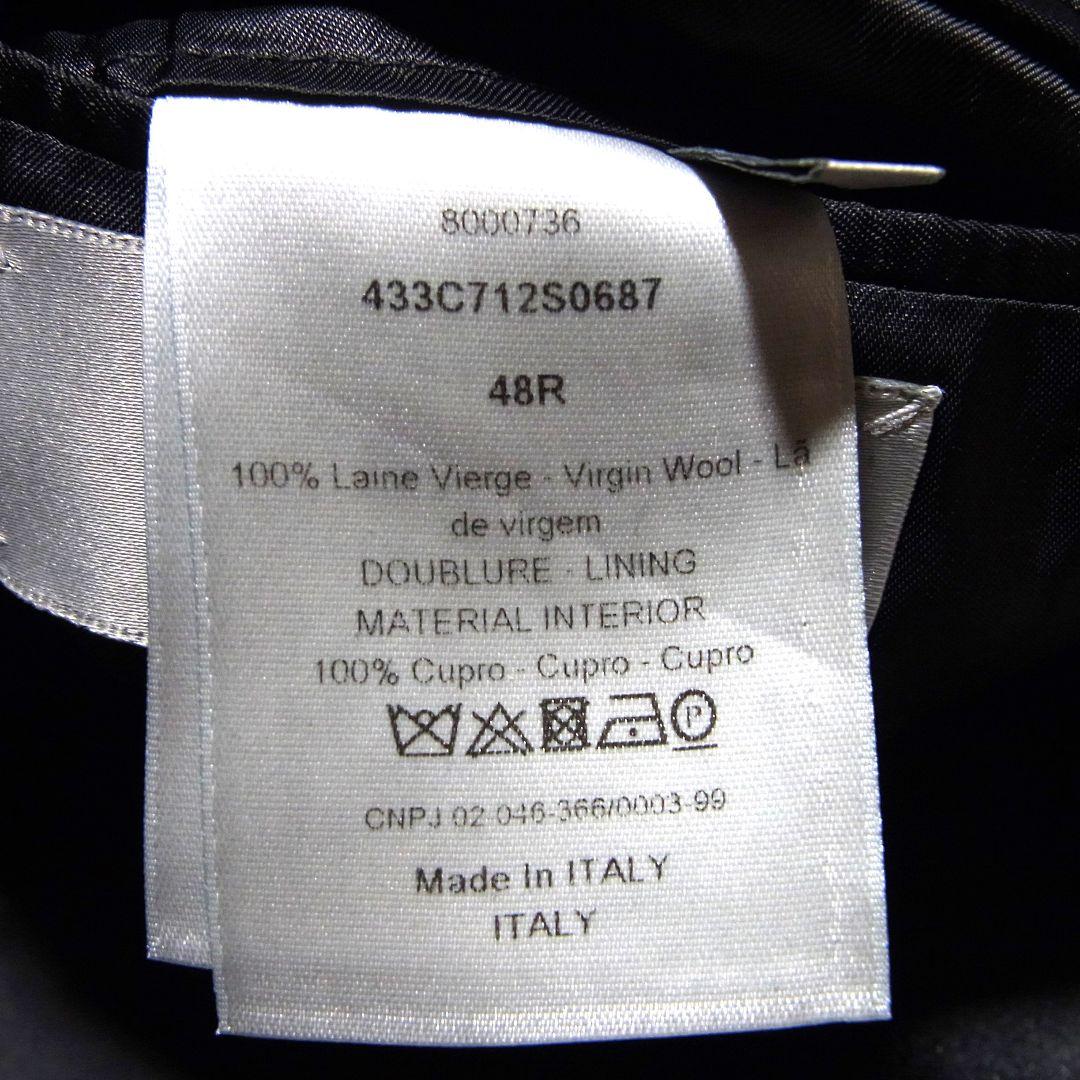 8000736
433C712S0687
48R
100% Laine Vierge - Virgin Wool - Lã
de virgem
DOUBLURE - LINING
MATERIAL INTERIOR
100% Cupro - Cupro - Cupro
P
CNPJ 02 046-366/0003-99
Made In ITALY
ITALY